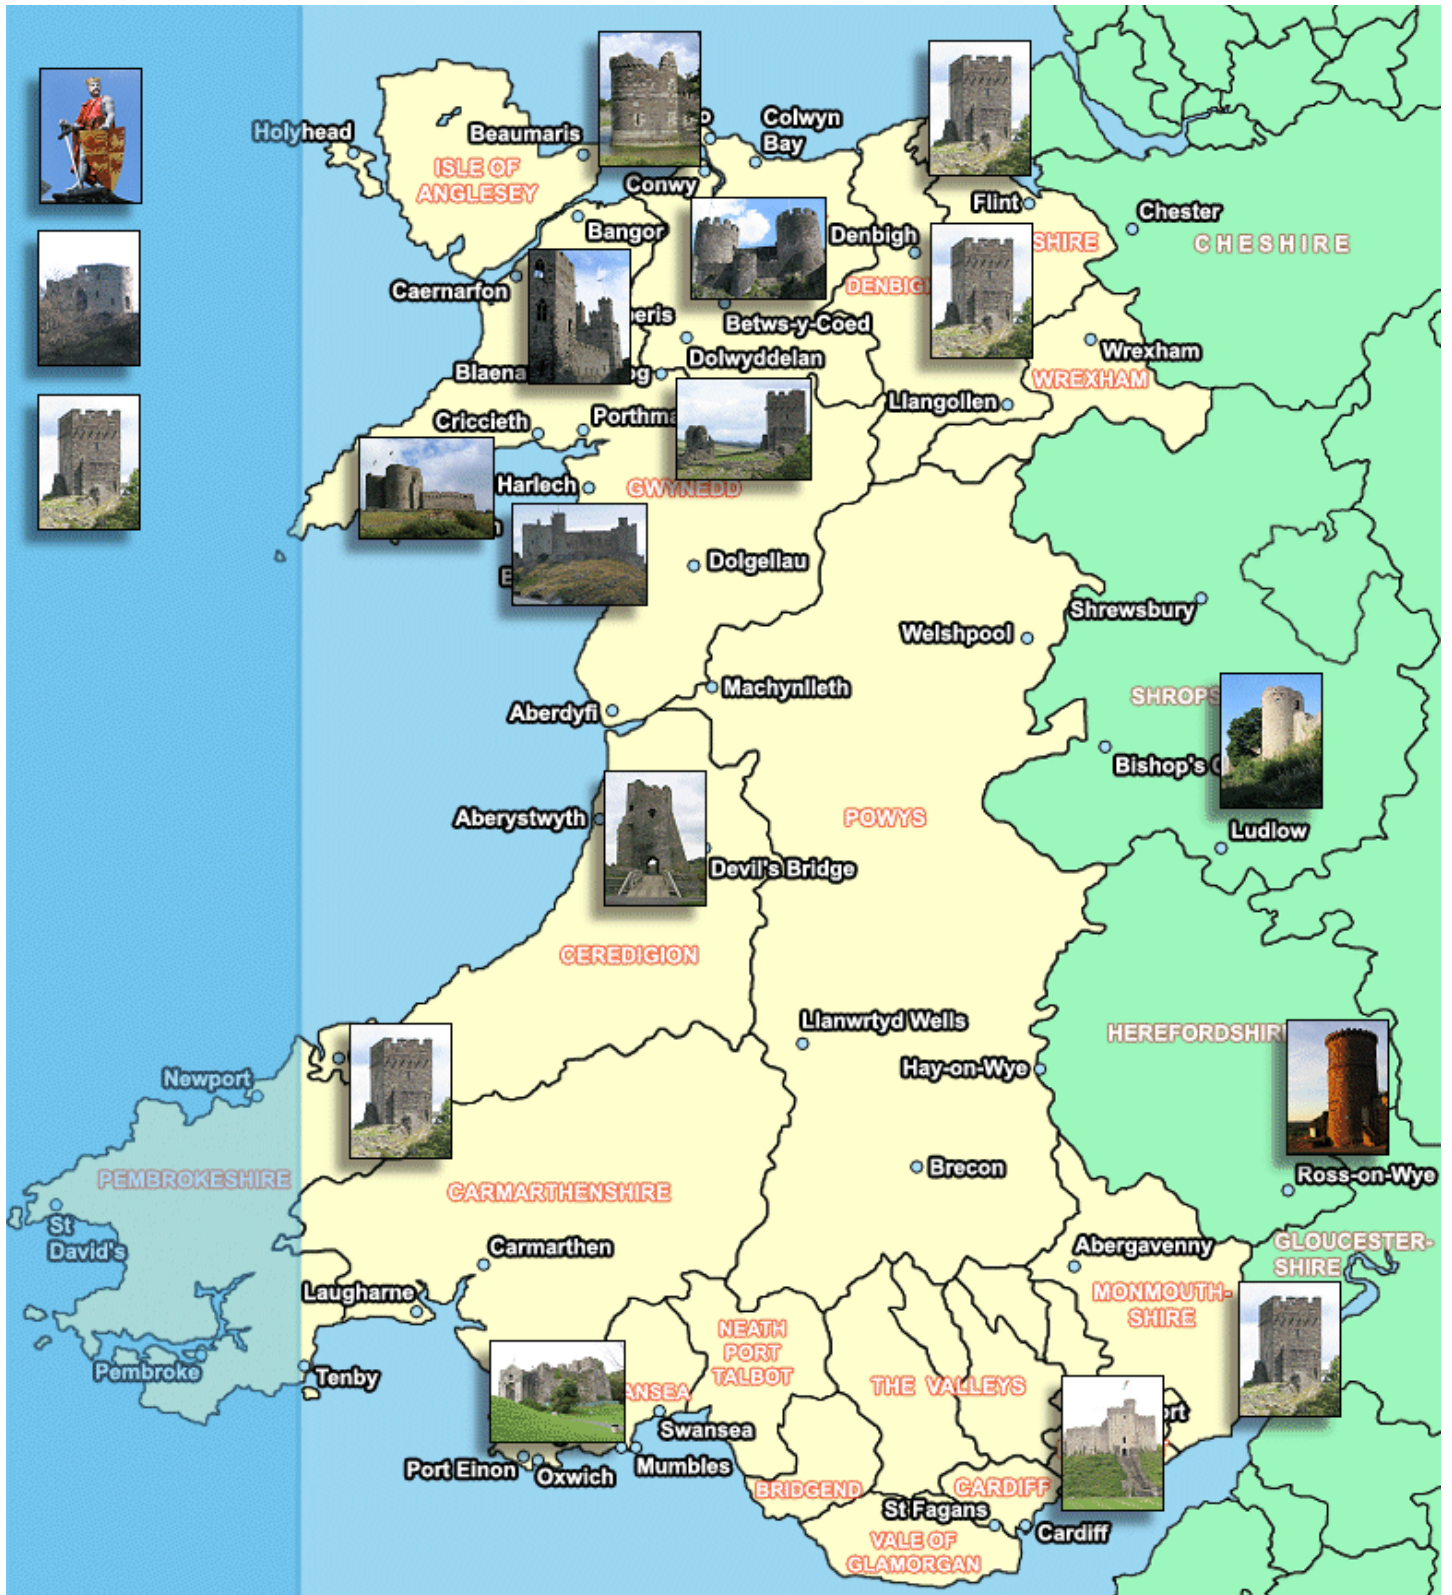 Colwyn
Bay
Holyhead
Beaumaris
ISLE OF
ANGLESEY
Conwy
Flint
Chester
CHESHIRE
Bangor
Denbigh
SHIRE
Caernarfon
DENBIG
eris
Betws-y-Coed
Dolwyddelan
Wrexham
WREXHAM
Blaena
og
Llangollen
Criccieth
Porthma
Harlech
GWYNEDD
Dolgellau
Shrewsbury
Welshpool
Machynlleth
SHROPS
Aberdyfi
Bishop's
Aberystwyth
POWYS
Ludlow
Devil's Bridge
CEREDIGION
Llanwrtyd Wells
HEREFORDSHIR
Hay-on-Wye
Newport
Brecon
Ross-on-Wye
PEMBROKESHIRE
CARMARTHENSHIRE
St
David's
Carmarthen
Abergavenny
GLOUCESTER-
SHIRE
Laugharne
MONMOUTH-
SHIRE
NEATH
PORT
TALBOT
Pembroke
Tenby
ANSEA
THE VALLEYS
ort
Swansea
Port Einon
Oxwich
Mumbles
BRIDGEND
CARDIFF
St Fagans
Cardiff
VALE OF
GLAMORGAN